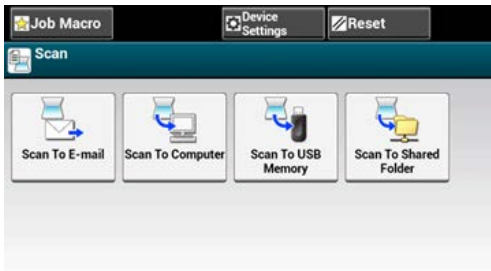 Job Macro
Device
Settings
Reset
Scan
Scan To E-mail
Scan To Computer
Scan To USB
Memory
Scan To Shared
Folder